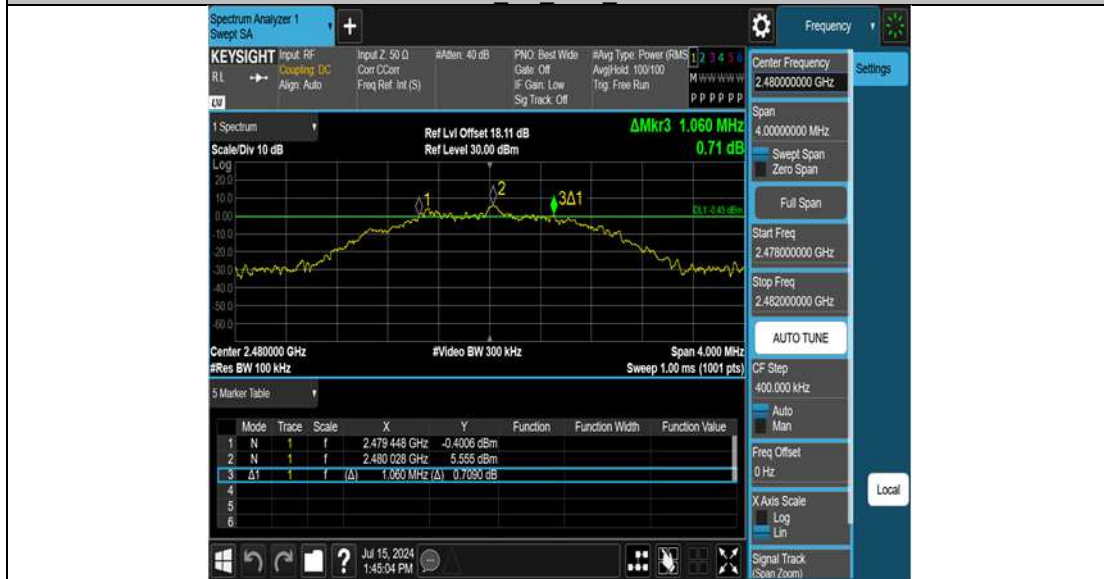 Spectrum Analyzer 1
Swept SA
+
Frequency
KEYSIGHT
RL
Input: RF
Coupling: DC
Align: Auto
Input Z: 50 Ω
Corr CCorr
Freq Ref: Int (S)
#Atten: 40 dB
PNO: Best Wide
Gate: Off
IF Gain: Low
Sig Track: Off
#Avg Type: Power (RMS
Avg|Hold: 100/100
Trig: Free Run
1 2 3 4 5 6
M W W W W W
P P P P P P
1 Spectrum
Scale/Div 10 dB
Log
Ref Lvl Offset 18.11 dB
Ref Level 30.00 dBm
ΔMkr3 1.060 MHz
0.71 dB
20.0
10.0
0.00
-10.0
-20.0
-30.0
-40.0
-50.0
-60.0
1
2
3Δ1
DL1 -0.45 dBm
Center 2.480000 GHz
#Res BW 100 kHz
#Video BW 300 kHz
Span 4.000 MHz
Sweep 1.00 ms (1001 pts)
5 Marker Table
Mode Trace Scale X Y Function Function Width Function Value
1 N 1 f 2.479 448 GHz -0.4006 dBm
2 N 1 f 2.480 028 GHz 5.555 dBm
3 Δ1 1 f (Δ) 1.060 MHz (Δ) 0.7090 dB
4
5
6
Jul 15, 2024
1:45:04 PM
Center Frequency
2.480000000 GHz
Settings
Span
4.00000000 MHz
Swept Span
Zero Span
Full Span
Start Freq
2.478000000 GHz
Stop Freq
2.482000000 GHz
AUTO TUNE
CF Step
400.000 kHz
Auto
Man
Freq Offset
0 Hz
X Axis Scale
Log
Lin
Local
Signal Track
(Span Zoom)